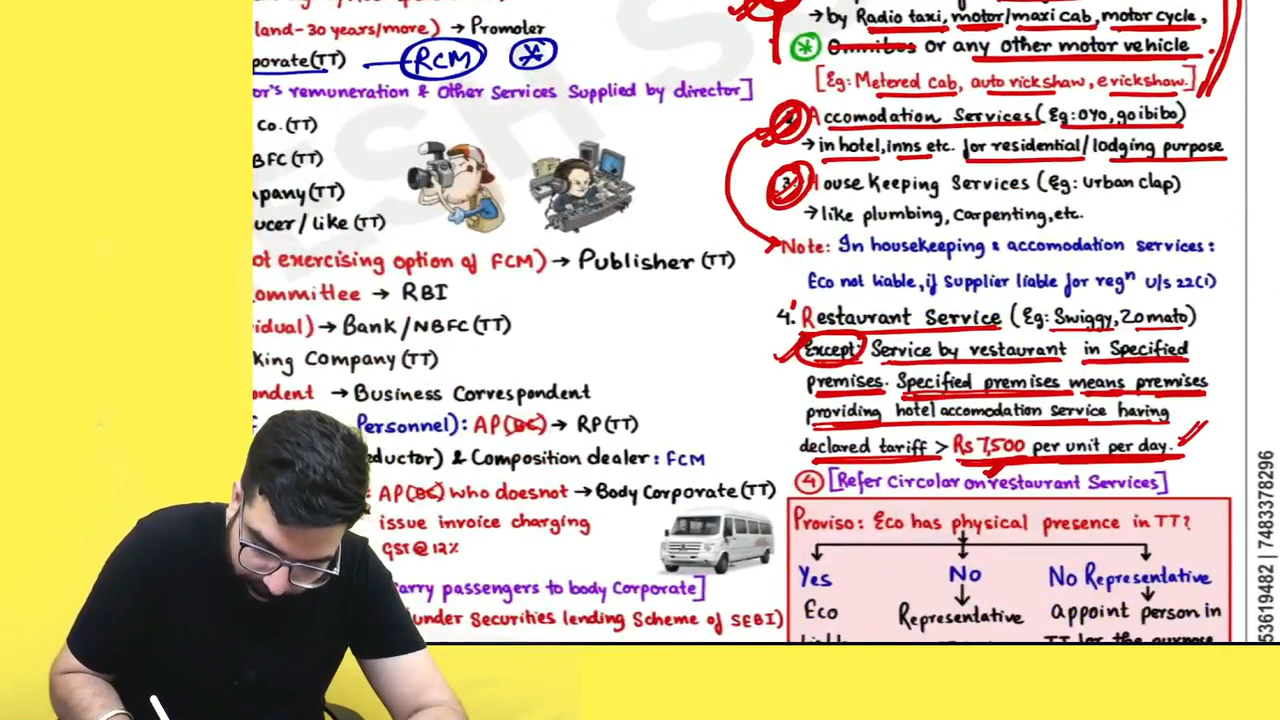 (land-30 years/more) → Promoter
porate(TT) — RCM *
or's remuneration & Other Services Supplied by director]
Co.(TT)
BFC (TT)
mpany (TT)
ucer / like (TT)
ot exercising option of FCM) → Publisher (TT)
ommittee → RBI
vidual) → Bank /NBFC (TT)
king Company (TT)
ondent → Business Correspondent
Personnel): AP(BC) → RP(TT)
ductor) & Composition dealer : FCM
: AP(BC) who doesnot → Body Corporate (TT)
issue invoice charging
GST @ 12%
arry passengers to body Corporate]
(under Securities lending Scheme of SEBI)
→ by Radio taxi, motor/maxi cab, motor cycle,
* Omnibus or any other motor vehicle
[Eg: Metered cab, auto rickshaw, e rickshaw.]
Accomodation Services (Eg: OYO, goibibo)
→ in hotel, inns etc. for residential/ lodging purpose
3. House Keeping Services (Eg: Urban clap)
→ like plumbing, carpenting, etc.
Note: In housekeeping & accomodation services :
Eco not liable, if supplier liable for regn u/s 22(1)
4. Restaurant Service (Eg: Swiggy, Zomato)
Except: Service by restaurant in Specified
premises. Specified premises means premises
providing hotel accomodation service having
declared tariff > Rs 7,500 per unit per day.
4 [Refer Circular on restaurant Services]
Proviso: Eco has physical presence in TT?
Yes No No Representative
Eco Representative appoint person in
TT for the purpose
53619482 | 7483378296